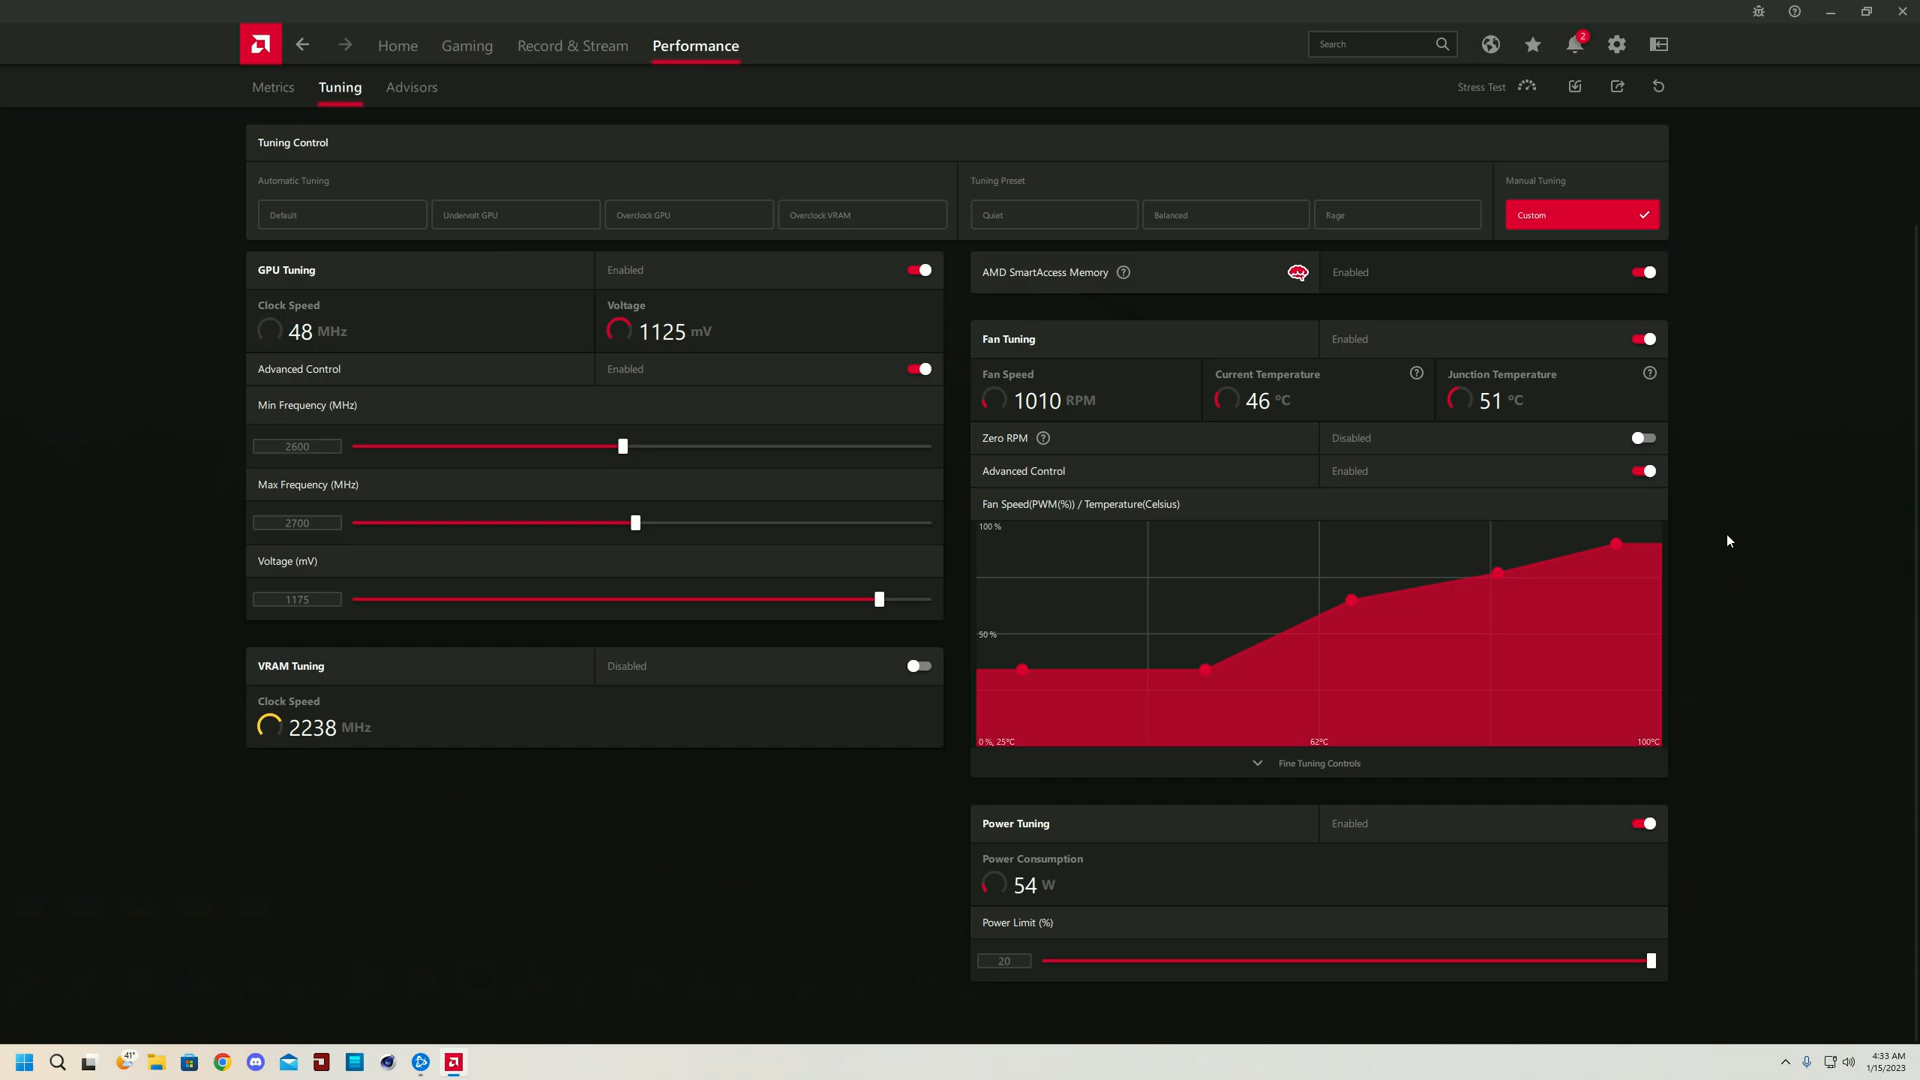 Home
Gaming
Record & Stream
Performance
Search
2
Metrics
Tuning
Advisors
Stress Test
Tuning Control
Automatic Tuning
Default
Undervolt GPU
Overclock GPU
Overclock VRAM
Tuning Preset
Quiet
Balanced
Rage
Manual Tuning
Custom
GPU Tuning
Enabled
Clock Speed
48 MHz
Voltage
1125 mV
Advanced Control
Enabled
Min Frequency (MHz)
2600
Max Frequency (MHz)
2700
Voltage (mV)
1175
VRAM Tuning
Disabled
Clock Speed
2238 MHz
AMD SmartAccess Memory ?
Enabled
Fan Tuning
Enabled
Fan Speed
1010 RPM
Current Temperature ?
46 °C
Junction Temperature ?
51 °C
Zero RPM ?
Disabled
Advanced Control
Enabled
Fan Speed(PWM(%)) / Temperature(Celsius)
100 %
50 %
0 %, 25°C
62°C
100°C
Fine Tuning Controls
Power Tuning
Enabled
Power Consumption
54 W
Power Limit (%)
20
41°
4:33 AM
1/15/2023